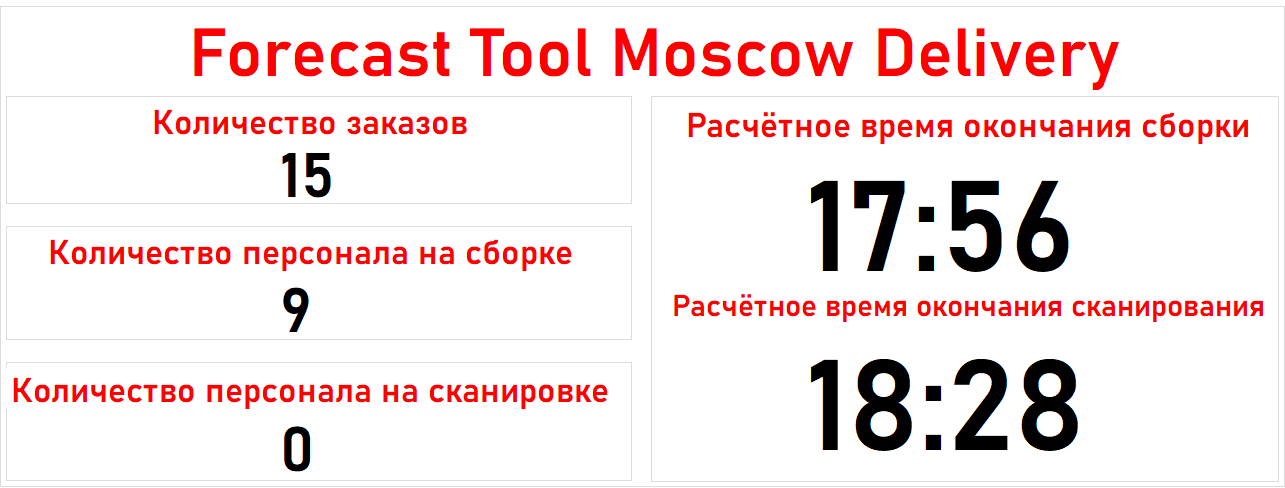 Forecast Tool Moscow Delivery
Количество заказов
15
Количество персонала на сборке
9
Количество персонала на сканировке
0
Расчётное время окончания сборки
17:56
Расчётное время окончания сканирования
18:28